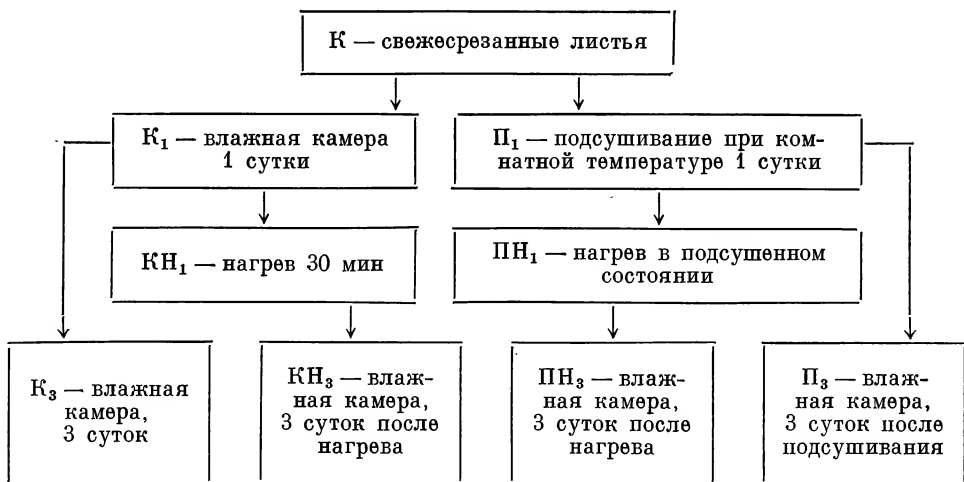 К — свежесрезанные листья
К₁ — влажная камера
1 сутки
П₁ — подсушивание при ком-
натной температуре 1 сутки
КН₁ — нагрев 30 мин
ПН₁ — нагрев в подсушенном
состоянии
К₃ — влажная
камера,
3 суток
КН₃ — влаж-
ная камера,
3 суток после
нагрева
ПН₃ — влаж-
ная камера,
3 суток после
нагрева
П₃ — влаж-
ная камера,
3 суток после
подсушивания